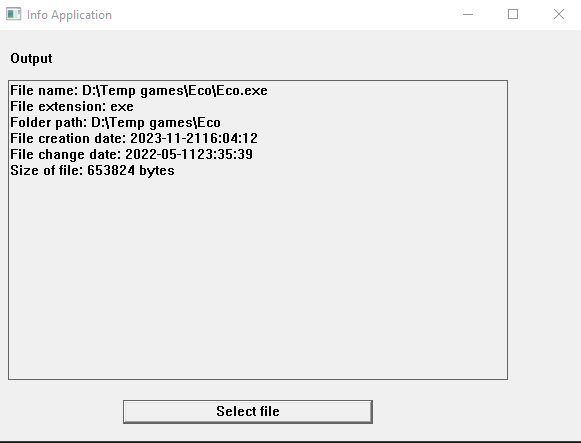 Info Application
Output
File name: D:\Temp games\Eco\Eco.exe
File extension: exe
Folder path: D:\Temp games\Eco
File creation date: 2023-11-2116:04:12
File change date: 2022-05-1123:35:39
Size of file: 653824 bytes
Select file